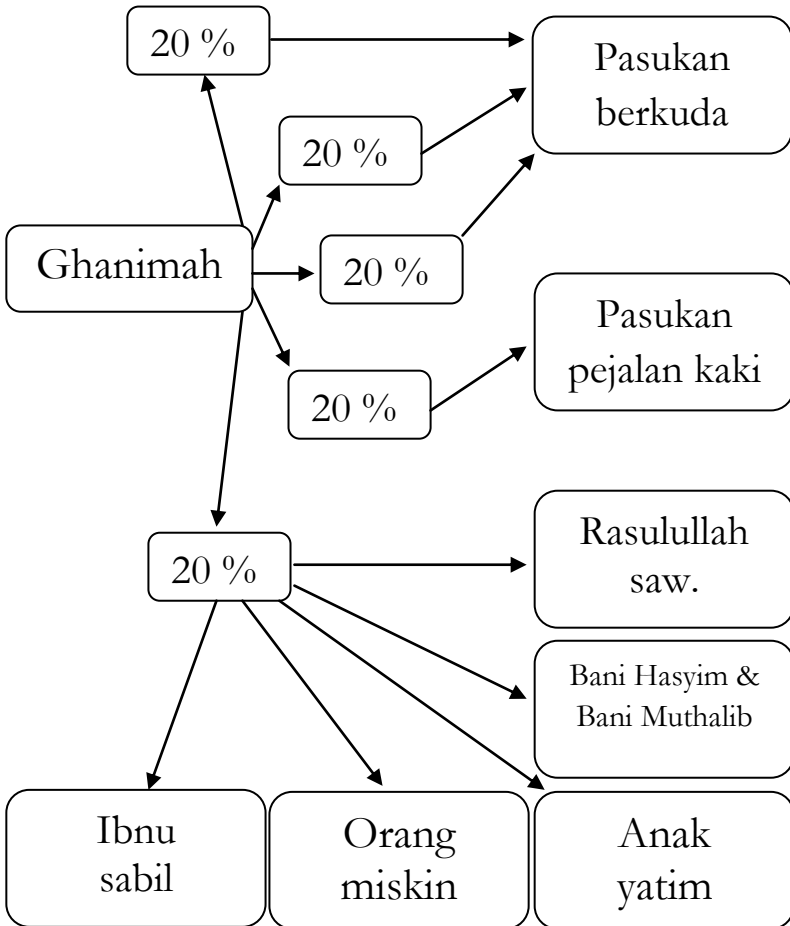 20 %
Pasukan
berkuda
20 %
Ghanimah
20 %
Pasukan
pejalan kaki
20 %
Rasulullah
saw.
20 %
Bani Hasyim &
Bani Muthalib
Ibnu
sabil
Orang
miskin
Anak
yatim